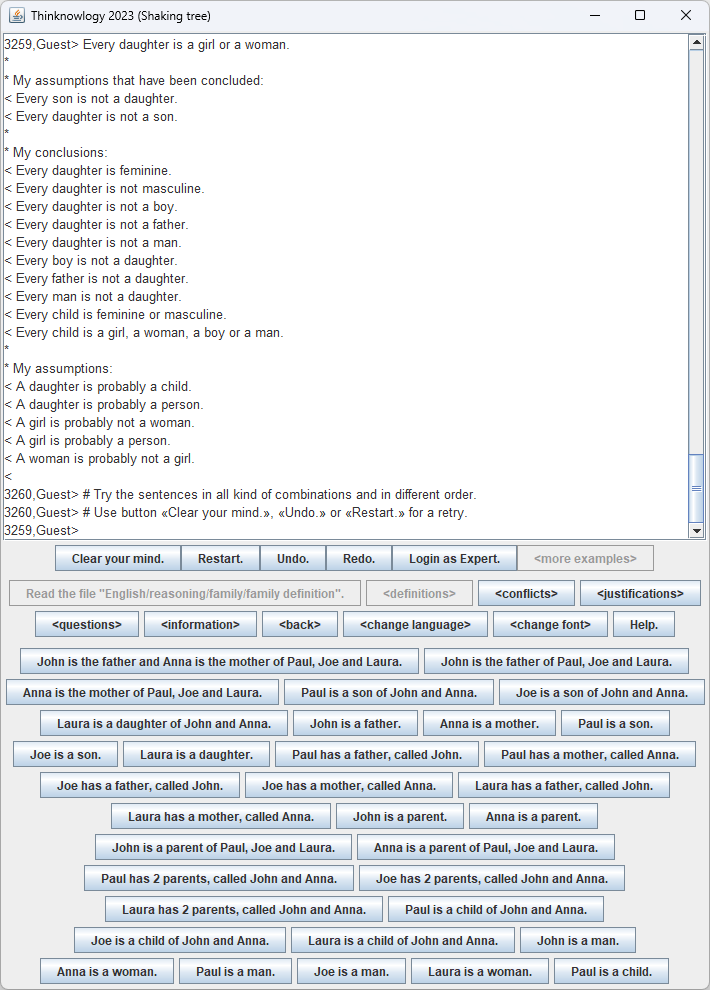 Thinknowlogy 2023 (Shaking tree)
3259,Guest> Every daughter is a girl or a woman.
*
* My assumptions that have been concluded:
< Every son is not a daughter.
< Every daughter is not a son.
*
* My conclusions:
< Every daughter is feminine.
< Every daughter is not masculine.
< Every daughter is not a boy.
< Every daughter is not a father.
< Every daughter is not a man.
< Every boy is not a daughter.
< Every father is not a daughter.
< Every man is not a daughter.
< Every child is feminine or masculine.
< Every child is a girl, a woman, a boy or a man.
*
* My assumptions:
< A daughter is probably a child.
< A daughter is probably a person.
< A girl is probably not a woman.
< A girl is probably a person.
< A woman is probably not a girl.
<
3260,Guest> # Try the sentences in all kind of combinations and in different order.
3260,Guest> # Use button «Clear your mind.», «Undo.» or «Restart.» for a retry.
3259,Guest>
Clear your mind. Restart. Undo. Redo. Login as Expert. <more examples>
Read the file "English/reasoning/family/family definition". <definitions> <conflicts> <justifications>
<questions> <information> <back> <change language> <change font> Help.
John is the father and Anna is the mother of Paul, Joe and Laura. John is the father of Paul, Joe and Laura.
Anna is the mother of Paul, Joe and Laura. Paul is a son of John and Anna. Joe is a son of John and Anna.
Laura is a daughter of John and Anna. John is a father. Anna is a mother. Paul is a son.
Joe is a son. Laura is a daughter. Paul has a father, called John. Paul has a mother, called Anna.
Joe has a father, called John. Joe has a mother, called Anna. Laura has a father, called John.
Laura has a mother, called Anna. John is a parent. Anna is a parent.
John is a parent of Paul, Joe and Laura. Anna is a parent of Paul, Joe and Laura.
Paul has 2 parents, called John and Anna. Joe has 2 parents, called John and Anna.
Laura has 2 parents, called John and Anna. Paul is a child of John and Anna.
Joe is a child of John and Anna. Laura is a child of John and Anna. John is a man.
Anna is a woman. Paul is a man. Joe is a man. Laura is a woman. Paul is a child.